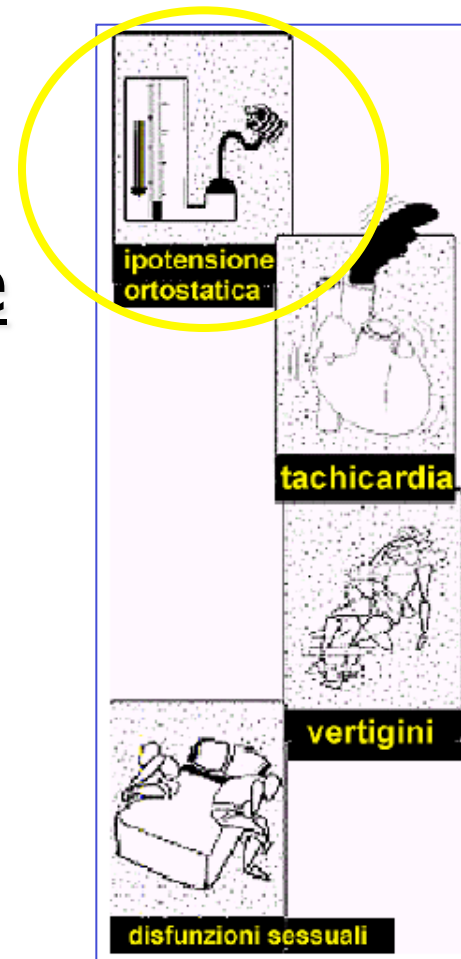 e
ipotensione
ortostatica
tachicardia
vertigini
disfunzioni sessuali